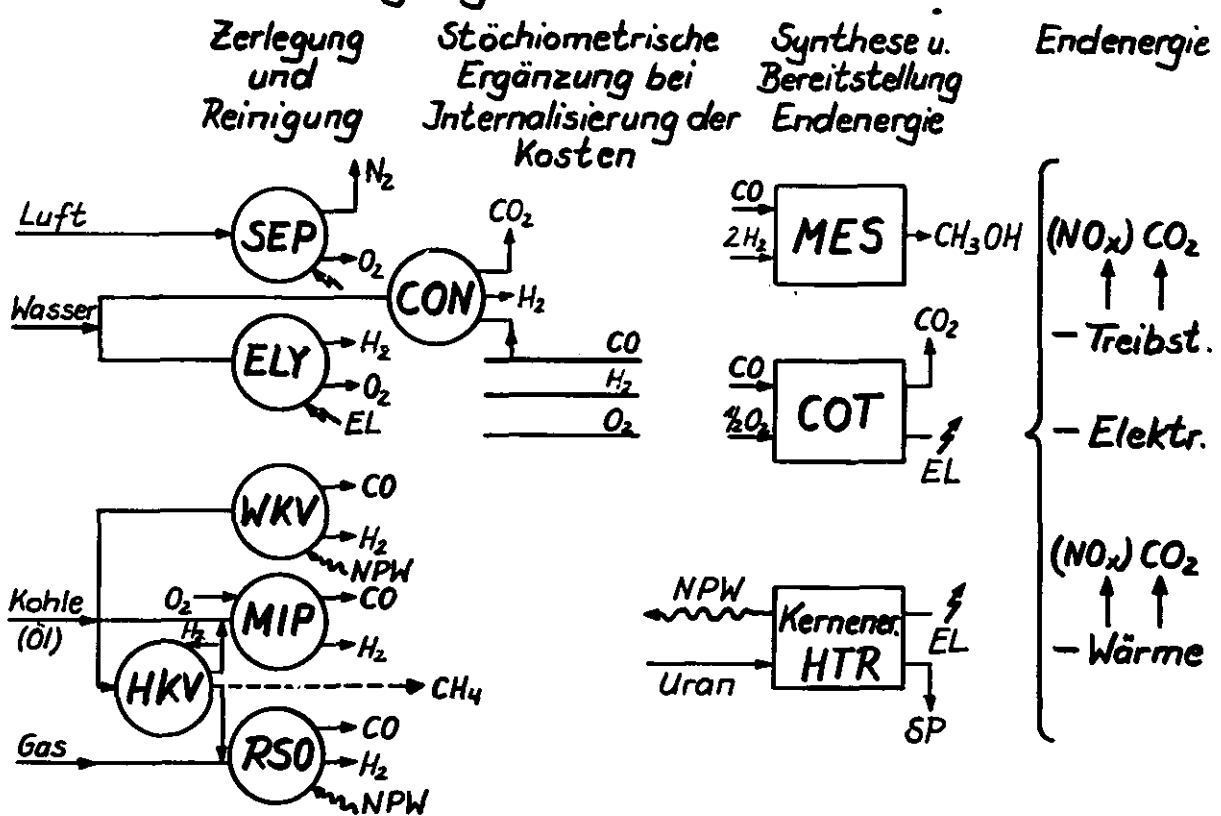 Zerlegung
und
Reinigung
Stöchiometrische
Ergänzung bei
Internalisierung der
Kosten
Synthese u.
Bereitstellung
Endenergie
Endenergie
Luft
SEP
N₂
O₂
Wasser
ELY
H₂
O₂
EL
CON
CO₂
H₂
CO
H₂
O₂
WKV
CO
H₂
NPW
Kohle
(Öl)
O₂
H₂
MIP
CO
H₂
HKV
CH₄
Gas
RSO
CO
H₂
NPW
CO
2H₂
MES
CH₃OH
CO
½O₂
COT
CO₂
EL
NPW
Uran
Kernener.
HTR
EL
δP
(NOₓ) CO₂
– Treibst.
– Elektr.
(NOₓ) CO₂
– Wärme